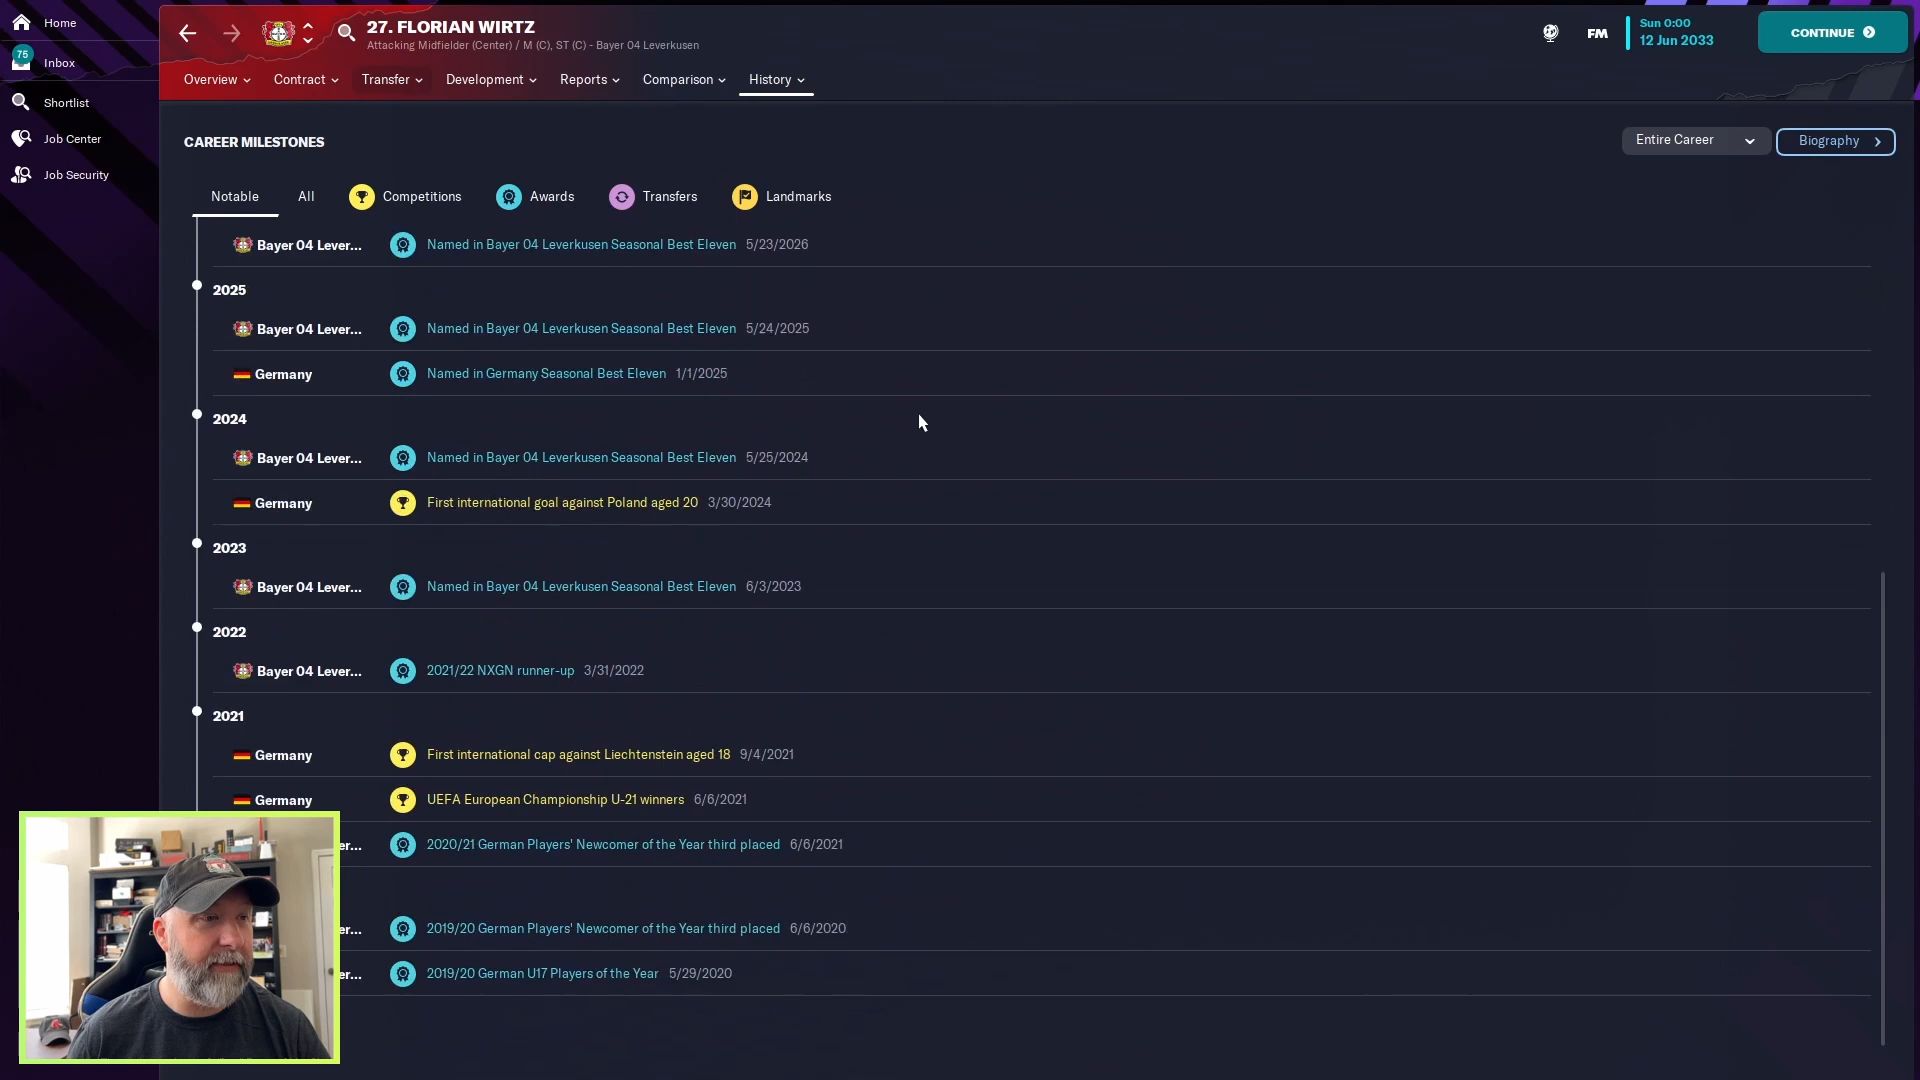 Home
75
Inbox
Shortlist
Job Center
Job Security
27. FLORIAN WIRTZ
Attacking Midfielder (Center) / M (C), ST (C) - Bayer 04 Leverkusen
FM
Sun 0:00
12 Jun 2033
CONTINUE
Overview
Contract
Transfer
Development
Reports
Comparison
History
CAREER MILESTONES
Entire Career
Biography
Notable
All
Competitions
Awards
Transfers
Landmarks
Bayer 04 Lever... Named in Bayer 04 Leverkusen Seasonal Best Eleven 5/23/2026
2025
Bayer 04 Lever... Named in Bayer 04 Leverkusen Seasonal Best Eleven 5/24/2025
Germany Named in Germany Seasonal Best Eleven 1/1/2025
2024
Bayer 04 Lever... Named in Bayer 04 Leverkusen Seasonal Best Eleven 5/25/2024
Germany First international goal against Poland aged 20 3/30/2024
2023
Bayer 04 Lever... Named in Bayer 04 Leverkusen Seasonal Best Eleven 6/3/2023
2022
Bayer 04 Lever... 2021/22 NXGN runner-up 3/31/2022
2021
Germany First international cap against Liechtenstein aged 18 9/4/2021
Germany UEFA European Championship U-21 winners 6/6/2021
er... 2020/21 German Players' Newcomer of the Year third placed 6/6/2021
er... 2019/20 German Players' Newcomer of the Year third placed 6/6/2020
er... 2019/20 German U17 Players of the Year 5/29/2020